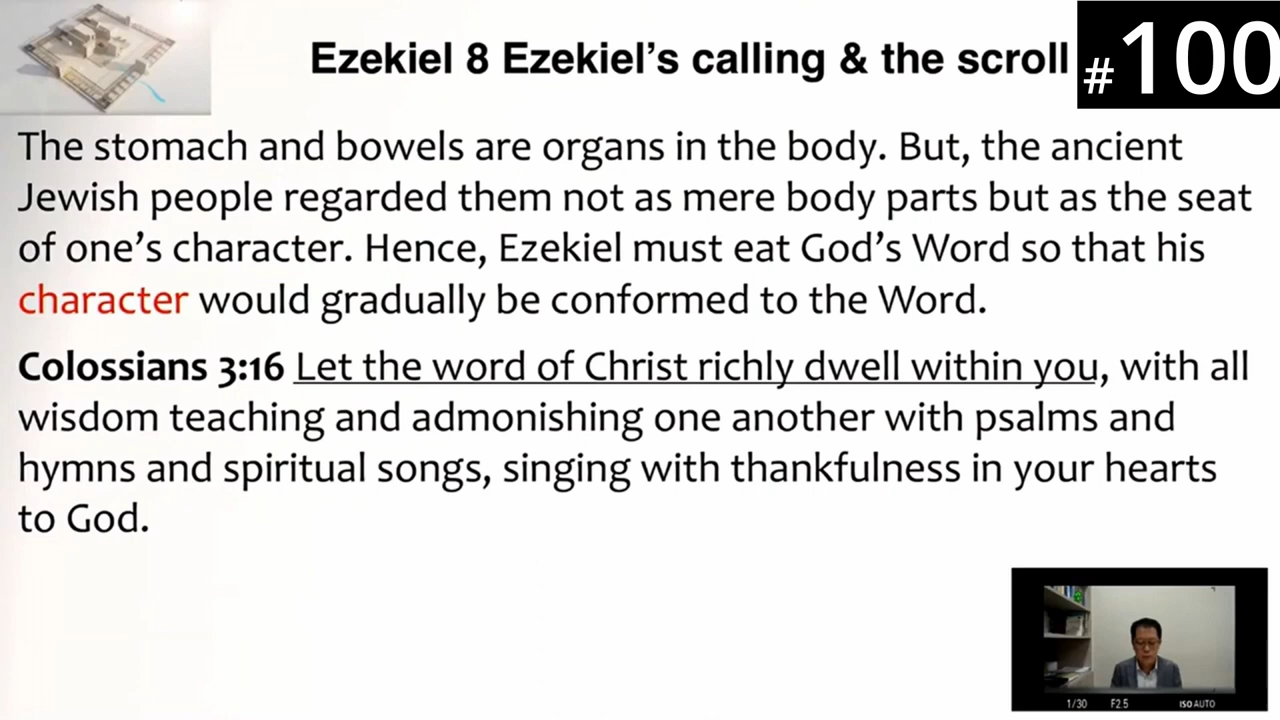 Ezekiel 8 Ezekiel’s calling & the scroll
#100
The stomach and bowels are organs in the body. But, the ancient
Jewish people regarded them not as mere body parts but as the seat
of one’s character. Hence, Ezekiel must eat God’s Word so that his
character would gradually be conformed to the Word.
Colossians 3:16 Let the word of Christ richly dwell within you, with all
wisdom teaching and admonishing one another with psalms and
hymns and spiritual songs, singing with thankfulness in your hearts
to God.
1/30 F2.5 ISO AUTO